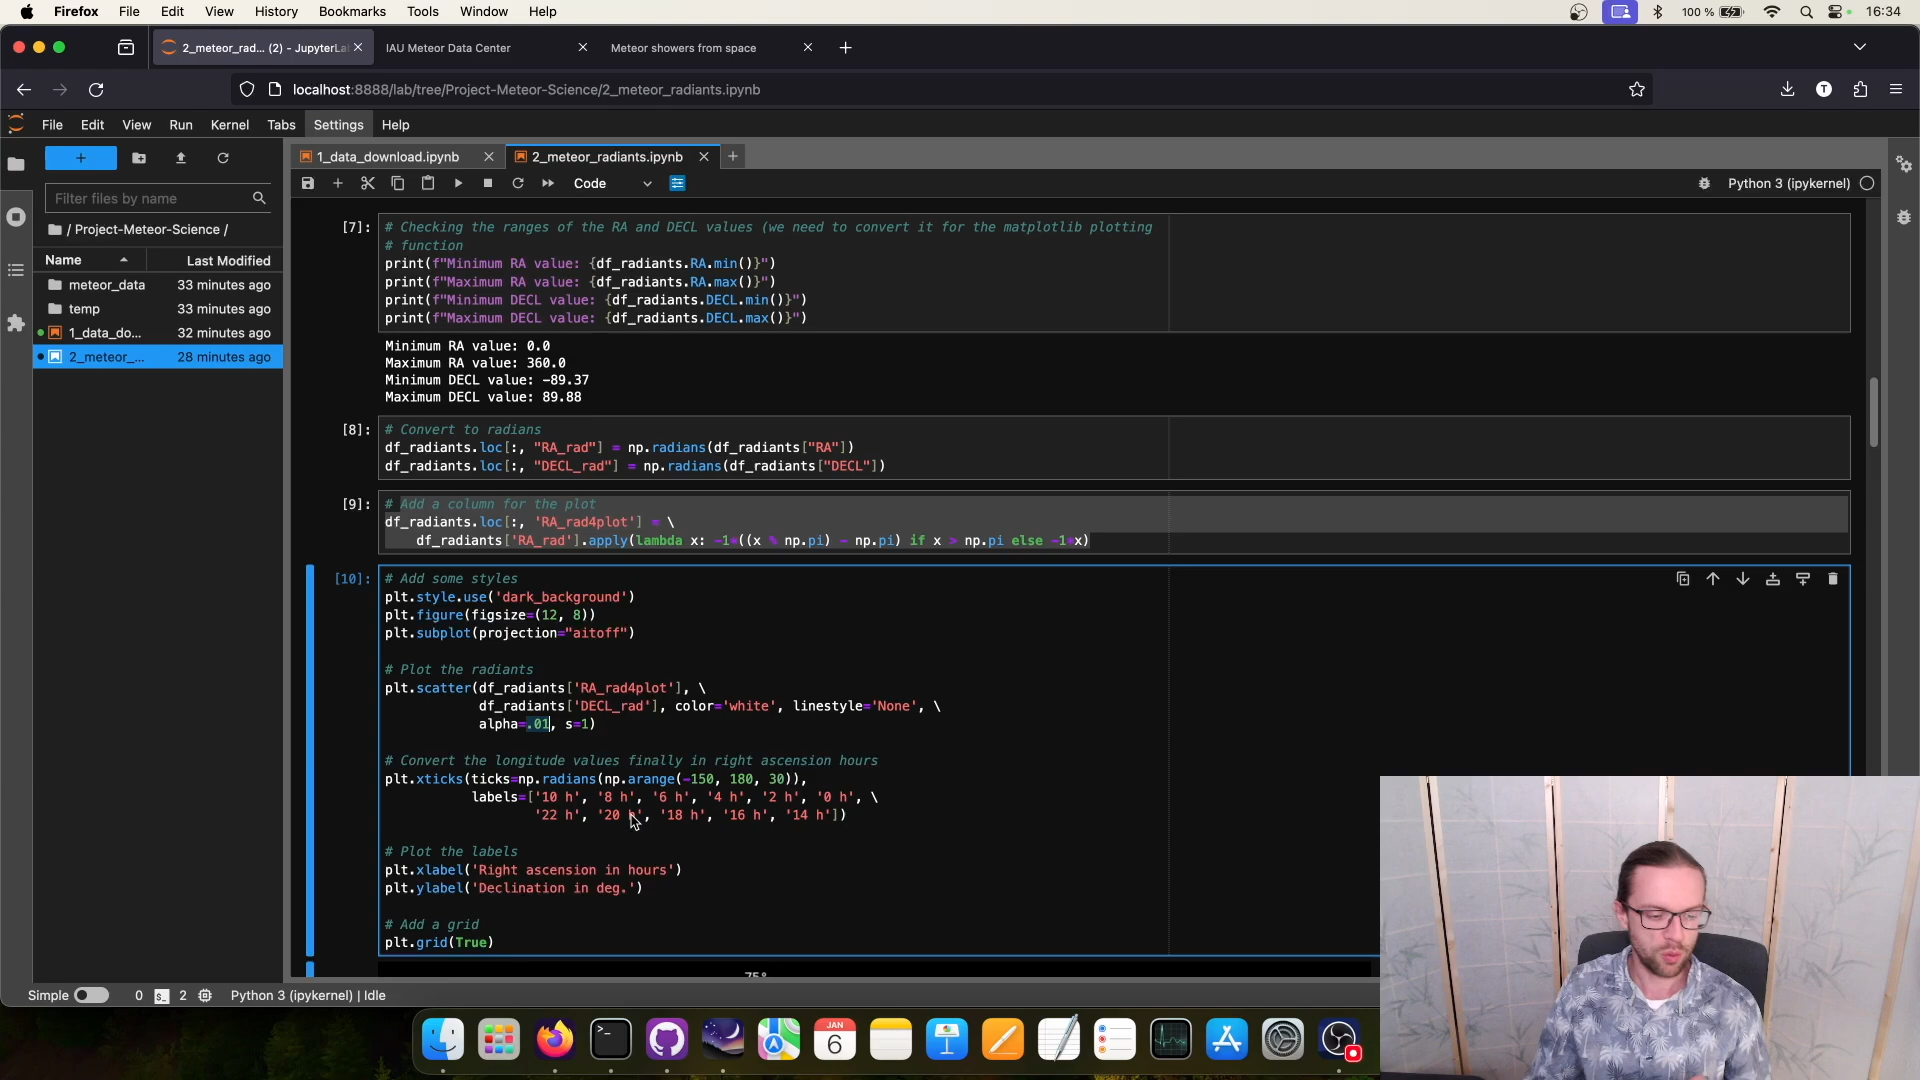 Firefox File Edit View History Bookmarks Tools Window Help 100 % 16:34
2_meteor_rad... (2) - JupyterLa IAU Meteor Data Center Meteor showers from space
localhost:8888/lab/tree/Project-Meteor-Science/2_meteor_radiants.ipynb T
File Edit View Run Kernel Tabs Settings Help
1_data_download.ipynb 2_meteor_radiants.ipynb
Code Python 3 (ipykernel)
Filter files by name
/ Project-Meteor-Science /
Name Last Modified
meteor_data 33 minutes ago
temp 33 minutes ago
1_data_do... 32 minutes ago
2_meteor_... 28 minutes ago
[7]: # Checking the ranges of the RA and DECL values (we need to convert it for the matplotlib plotting
# function
print(f"Minimum RA value: {df_radiants.RA.min()}")
print(f"Maximum RA value: {df_radiants.RA.max()}")
print(f"Minimum DECL value: {df_radiants.DECL.min()}")
print(f"Maximum DECL value: {df_radiants.DECL.max()}")
Minimum RA value: 0.0
Maximum RA value: 360.0
Minimum DECL value: -89.37
Maximum DECL value: 89.88
[8]: # Convert to radians
df_radiants.loc[:, "RA_rad"] = np.radians(df_radiants["RA"])
df_radiants.loc[:, "DECL_rad"] = np.radians(df_radiants["DECL"])
[9]: # Add a column for the plot
df_radiants.loc[:, 'RA_rad4plot'] = \
df_radiants['RA_rad'].apply(lambda x: -1*((x % np.pi) - np.pi) if x > np.pi else -1*x)
[10]: # Add some styles
plt.style.use('dark_background')
plt.figure(figsize=(12, 8))
plt.subplot(projection="aitoff")
# Plot the radiants
plt.scatter(df_radiants['RA_rad4plot'], \
df_radiants['DECL_rad'], color='white', linestyle='None', \
alpha=.01, s=1)
# Convert the longitude values finally in right ascension hours
plt.xticks(ticks=np.radians(np.arange(-150, 180, 30)),
labels=['10 h', '8 h', '6 h', '4 h', '2 h', '0 h', \
'22 h', '20 h', '18 h', '16 h', '14 h'])
# Plot the labels
plt.xlabel('Right ascension in hours')
plt.ylabel('Declination in deg.')
# Add a grid
plt.grid(True)
75°
Simple 0 2 Python 3 (ipykernel) | Idle
JAN
6